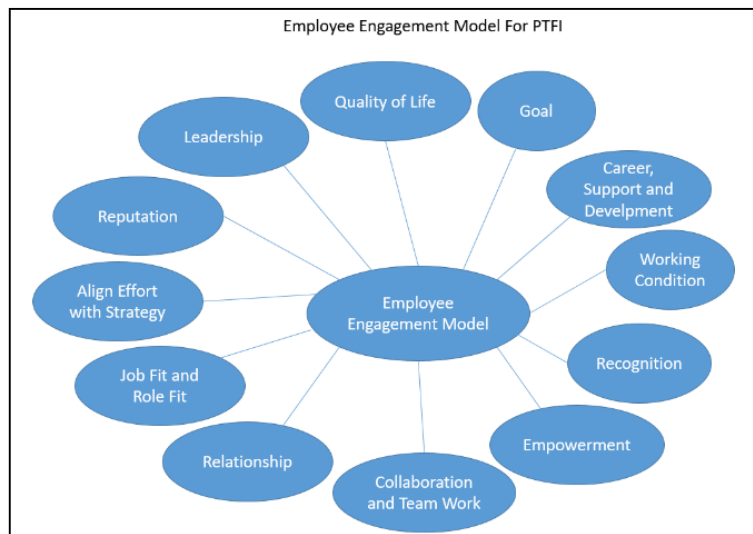 Employee Engagement Model For PTFI
Quality of Life
Goal
Leadership
Career,
Support and
Develpment
Reputation
Working
Condition
Align Effort
with Strategy
Employee
Engagement Model
Job Fit and
Role Fit
Recognition
Relationship
Empowerment
Collaboration
and Team Work